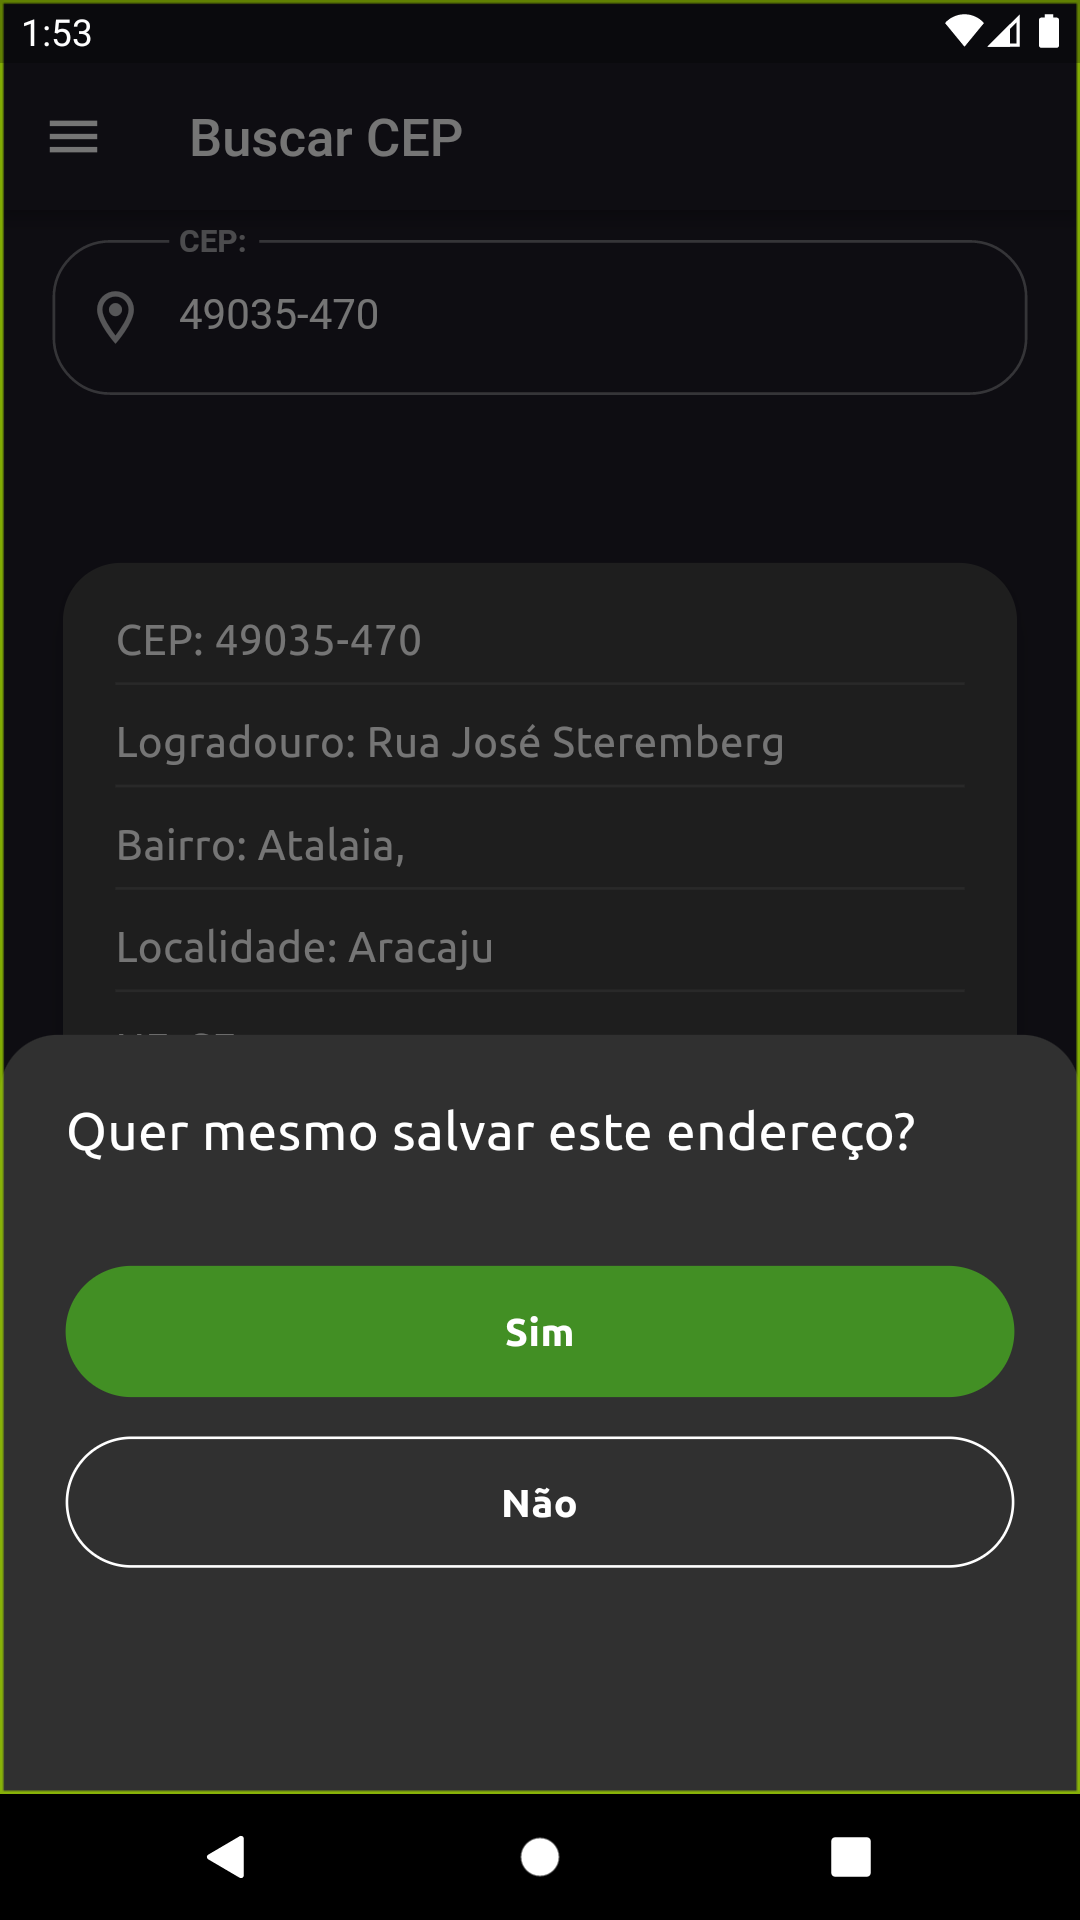 1:53
Buscar CEP
CEP:
49035-470
CEP: 49035-470
Logradouro: Rua José Steremberg
Bairro: Atalaia,
Localidade: Aracaju
Quer mesmo salvar este endereço?
Sim
Não